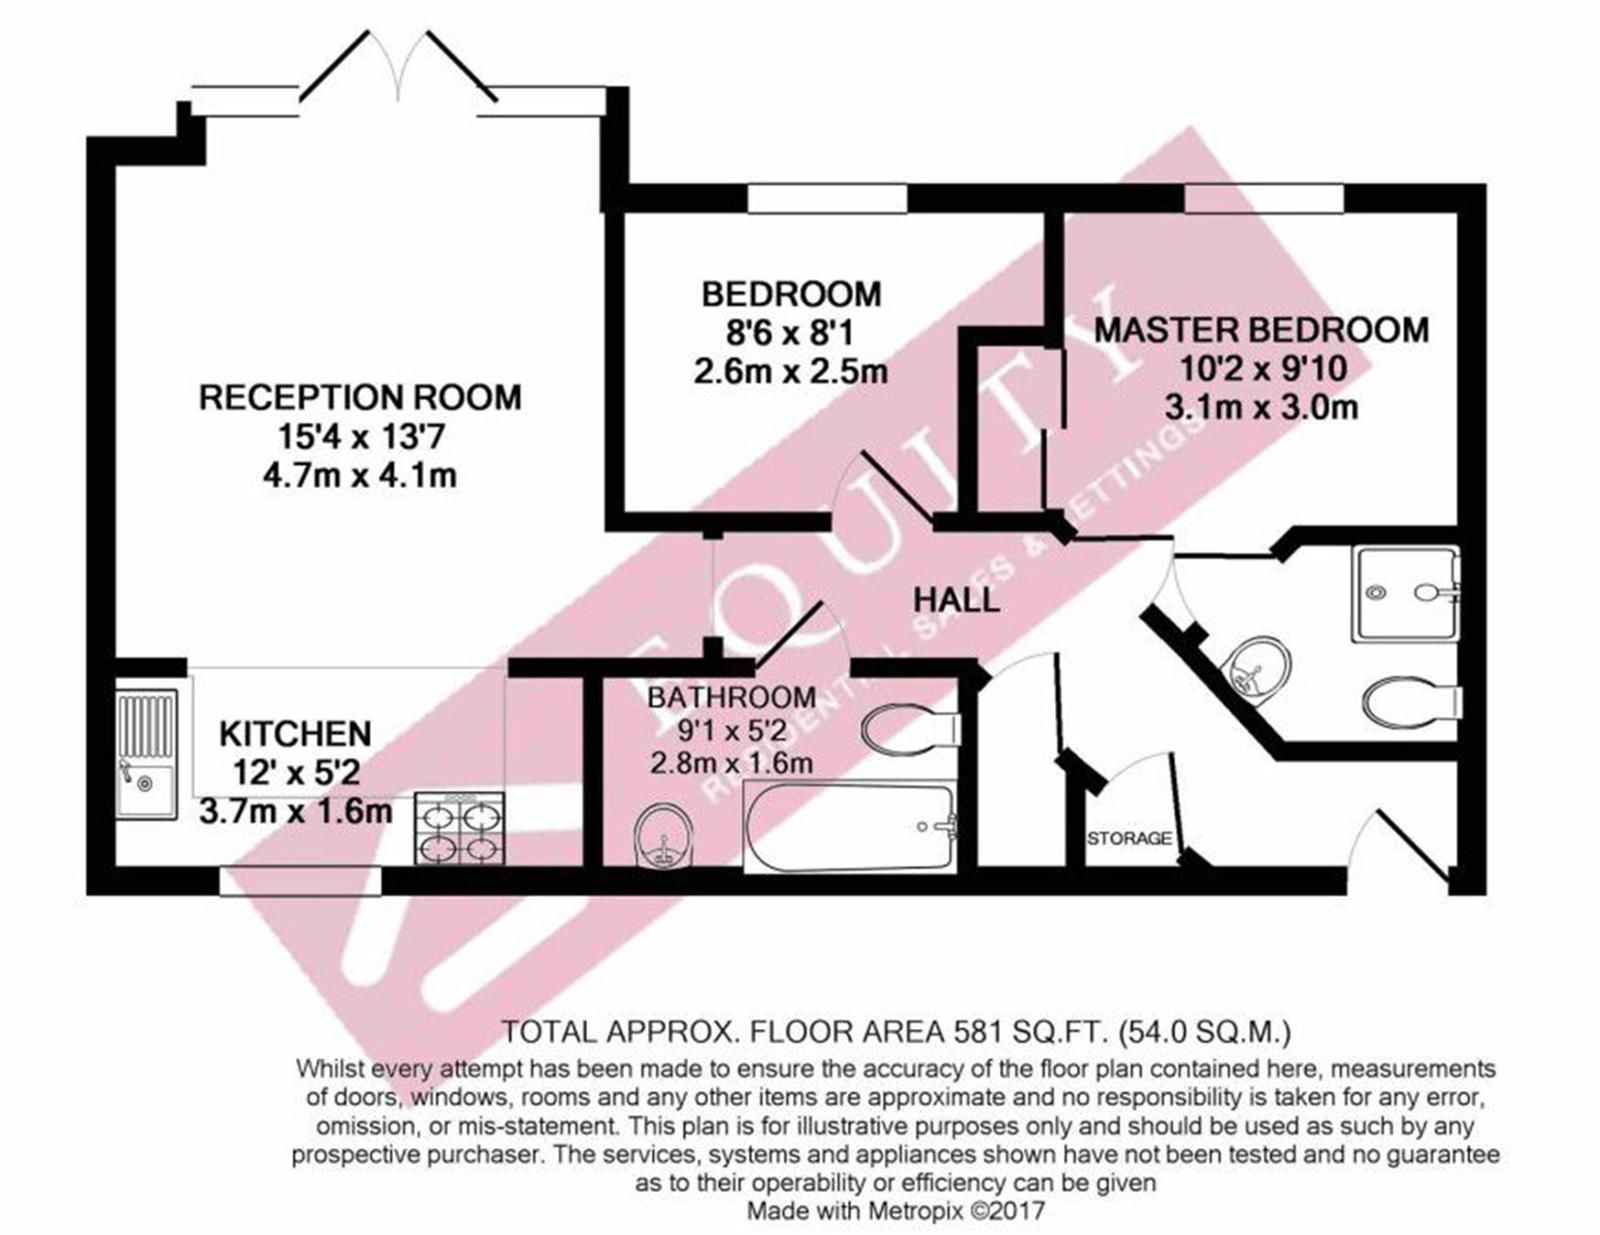 RECEPTION ROOM
15'4 x 13'7
4.7m x 4.1m
BEDROOM
8'6 x 8'1
2.6m x 2.5m
MASTER BEDROOM
10'2 x 9'10
3.1m x 3.0m
HALL
KITCHEN
12' x 5'2
3.7m x 1.6m
BATHROOM
9'1 x 5'2
2.8m x 1.6m
STORAGE
EQUITY
RESIDENTIAL SALES & LETTINGS
TOTAL APPROX. FLOOR AREA 581 SQ.FT. (54.0 SQ.M.)
Whilst every attempt has been made to ensure the accuracy of the floor plan contained here, measurements
of doors, windows, rooms and any other items are approximate and no responsibility is taken for any error,
omission, or mis-statement. This plan is for illustrative purposes only and should be used as such by any
prospective purchaser. The services, systems and appliances shown have not been tested and no guarantee
as to their operability or efficiency can be given
Made with Metropix ©2017